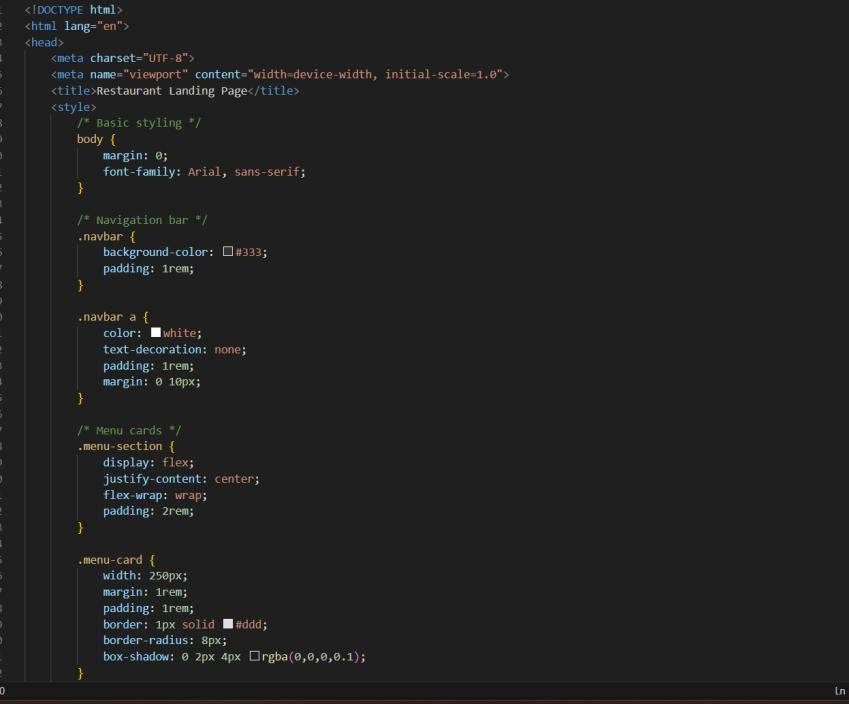 <!DOCTYPE html>
<html lang="en">
<head>
    <meta charset="UTF-8">
    <meta name="viewport" content="width=device-width, initial-scale=1.0">
    <title>Restaurant Landing Page</title>
    <style>
        /* Basic styling */
        body {
            margin: 0;
            font-family: Arial, sans-serif;
        }

        /* Navigation bar */
        .navbar {
            background-color: #333;
            padding: 1rem;
        }

        .navbar a {
            color: white;
            text-decoration: none;
            padding: 1rem;
            margin: 0 10px;
        }

        /* Menu cards */
        .menu-section {
            display: flex;
            justify-content: center;
            flex-wrap: wrap;
            padding: 2rem;
        }

        .menu-card {
            width: 250px;
            margin: 1rem;
            padding: 1rem;
            border: 1px solid #ddd;
            border-radius: 8px;
            box-shadow: 0 2px 4px rgba(0,0,0,0.1);
        }
0 Ln